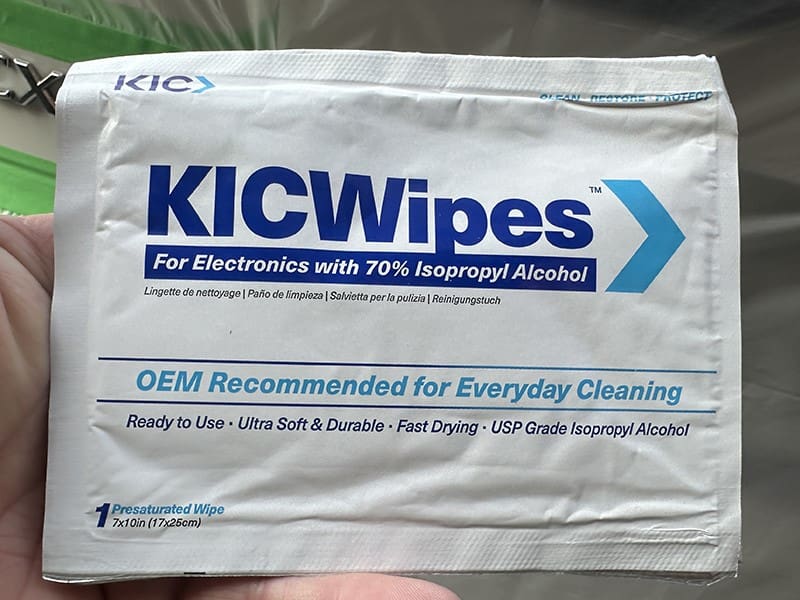 KIC
CLEAN · RESTORE · PROTECT
KICWipes™
For Electronics with 70% Isopropyl Alcohol
Lingette de nettoyage | Paño de limpieza | Salvietta per la pulizia | Reinigungstuch
OEM Recommended for Everyday Cleaning
Ready to Use · Ultra Soft & Durable · Fast Drying · USP Grade Isopropyl Alcohol
1 Presaturated Wipe
7x10in (17x25cm)